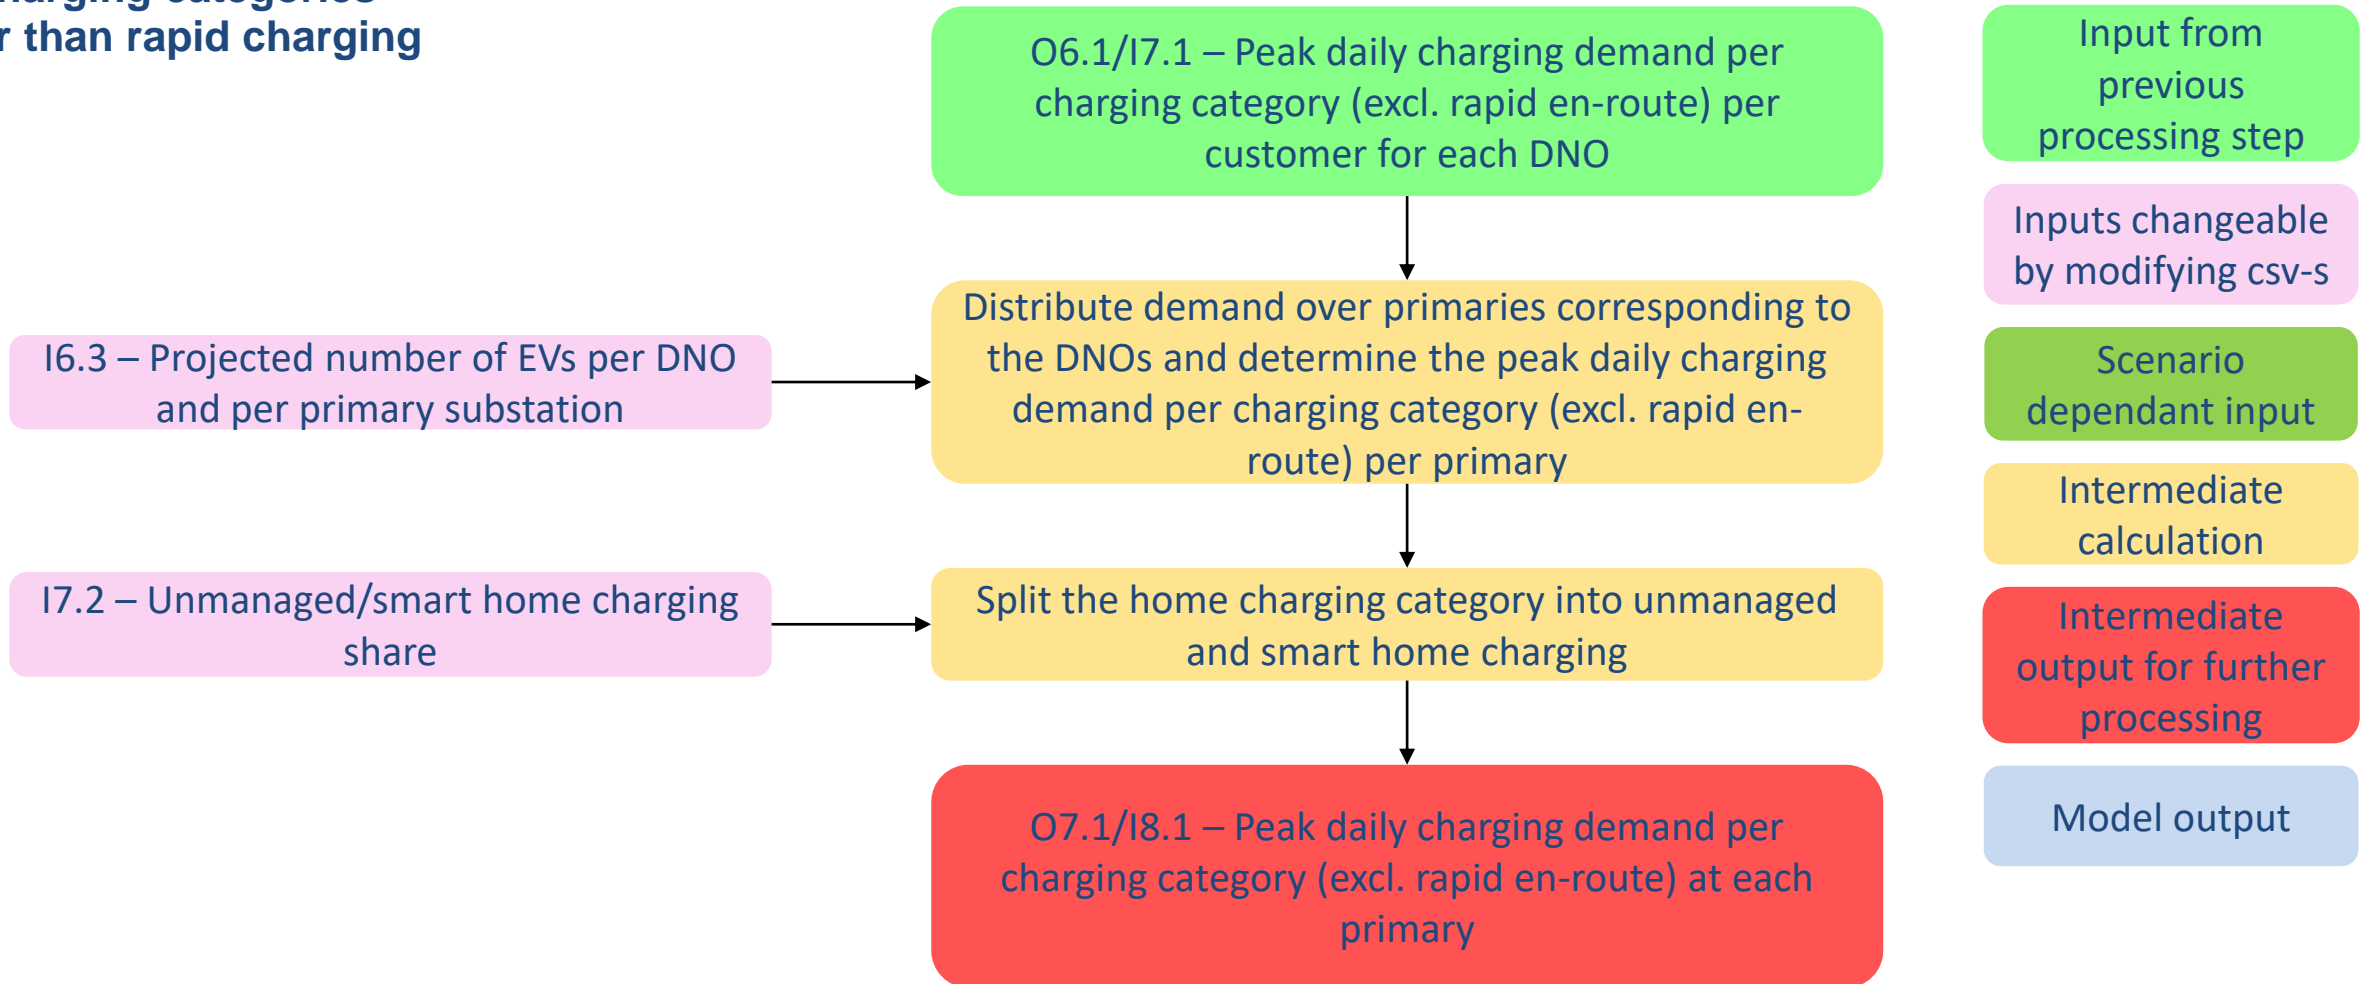 than rapid charging
O6.1/I7.1 – Peak daily charging demand per
charging category (excl. rapid en-route) per
customer for each DNO
I6.3 – Projected number of EVs per DNO
and per primary substation
Distribute demand over primaries corresponding to
the DNOs and determine the peak daily charging
demand per charging category (excl. rapid en-
route) per primary
I7.2 – Unmanaged/smart home charging
share
Split the home charging category into unmanaged
and smart home charging
O7.1/I8.1 – Peak daily charging demand per
charging category (excl. rapid en-route) at each
primary
Input from
previous
processing step
Inputs changeable
by modifying csv-s
Scenario
dependant input
Intermediate
calculation
Intermediate
output for further
processing
Model output